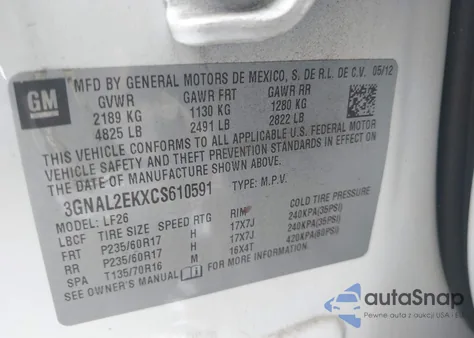 GM
MFD BY GENERAL MOTORS DE MEXICO, S. DE R.L. DE C.V. 05/12
GVWR GAWR FRT GAWR RR
2189 KG 1130 KG 1280 KG
4825 LB 2491 LB 2822 LB
THIS VEHICLE CONFORMS TO ALL APPLICABLE U.S. FEDERAL MOTOR
VEHICLE SAFETY AND THEFT PREVENTION STANDARDS IN EFFECT ON THE
DATE OF MANUFACTURE SHOWN ABOVE.
3GNAL2EKXCS610591 TYPE: M.P.V.
MODEL: LF26
LBCF TIRE SIZE SPEED RTG RIM COLD TIRE PRESSURE
FRT P235/60R17 H 17X7J 240KPA(35PSI)
RR P235/60R17 H 17X7J 240KPA(35PSI)
SPA T135/70R16 M 16X4T 420KPA(60PSI)
SEE OWNER'S MANUAL FOR MORE INFORMATION.
autoSnap
Pewne auta z aukcji USA i